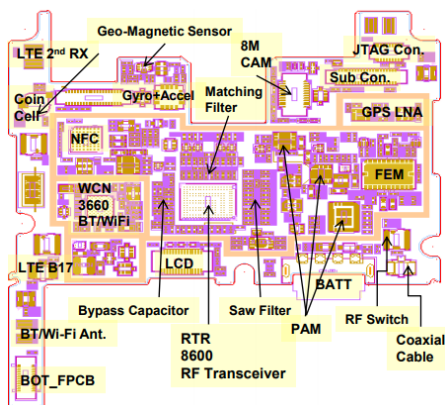 Geo-Magnetic Sensor
LTE 2nd RX
8M
CAM
JTAG Con.
Sub Con.
Coin
Cell
Gyro+Accel
Matching
Filter
GPS LNA
NFC
FEM
WCN
3660
BT/WiFi
LTE B17
LCD
BATT
Bypass Capacitor
Saw Filter
RF Switch
BT/Wi-Fi Ant.
RTR
8600
RF Transceiver
PAM
Coaxial
Cable
BOT_FPCB